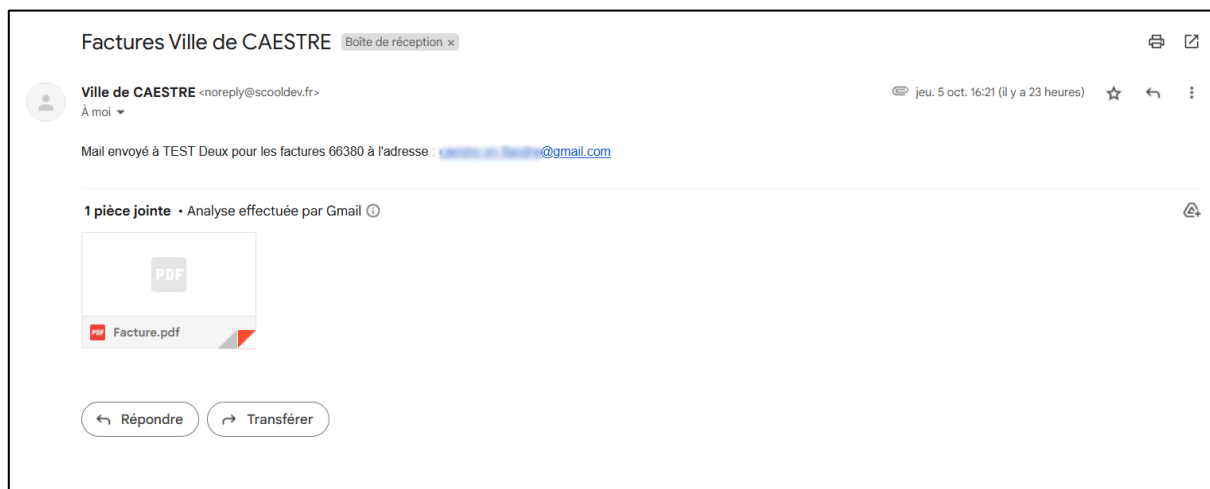 Factures Ville de CAESTRE Boîte de réception ×
Ville de CAESTRE <noreply@scooldev.fr> jeu. 5 oct. 16:21 (il y a 23 heures)
À moi
Mail envoyé à TEST Deux pour les factures 66380 à l'adresse : @gmail.com
1 pièce jointe • Analyse effectuée par Gmail
PDF
PDF Facture.pdf
Répondre Transférer